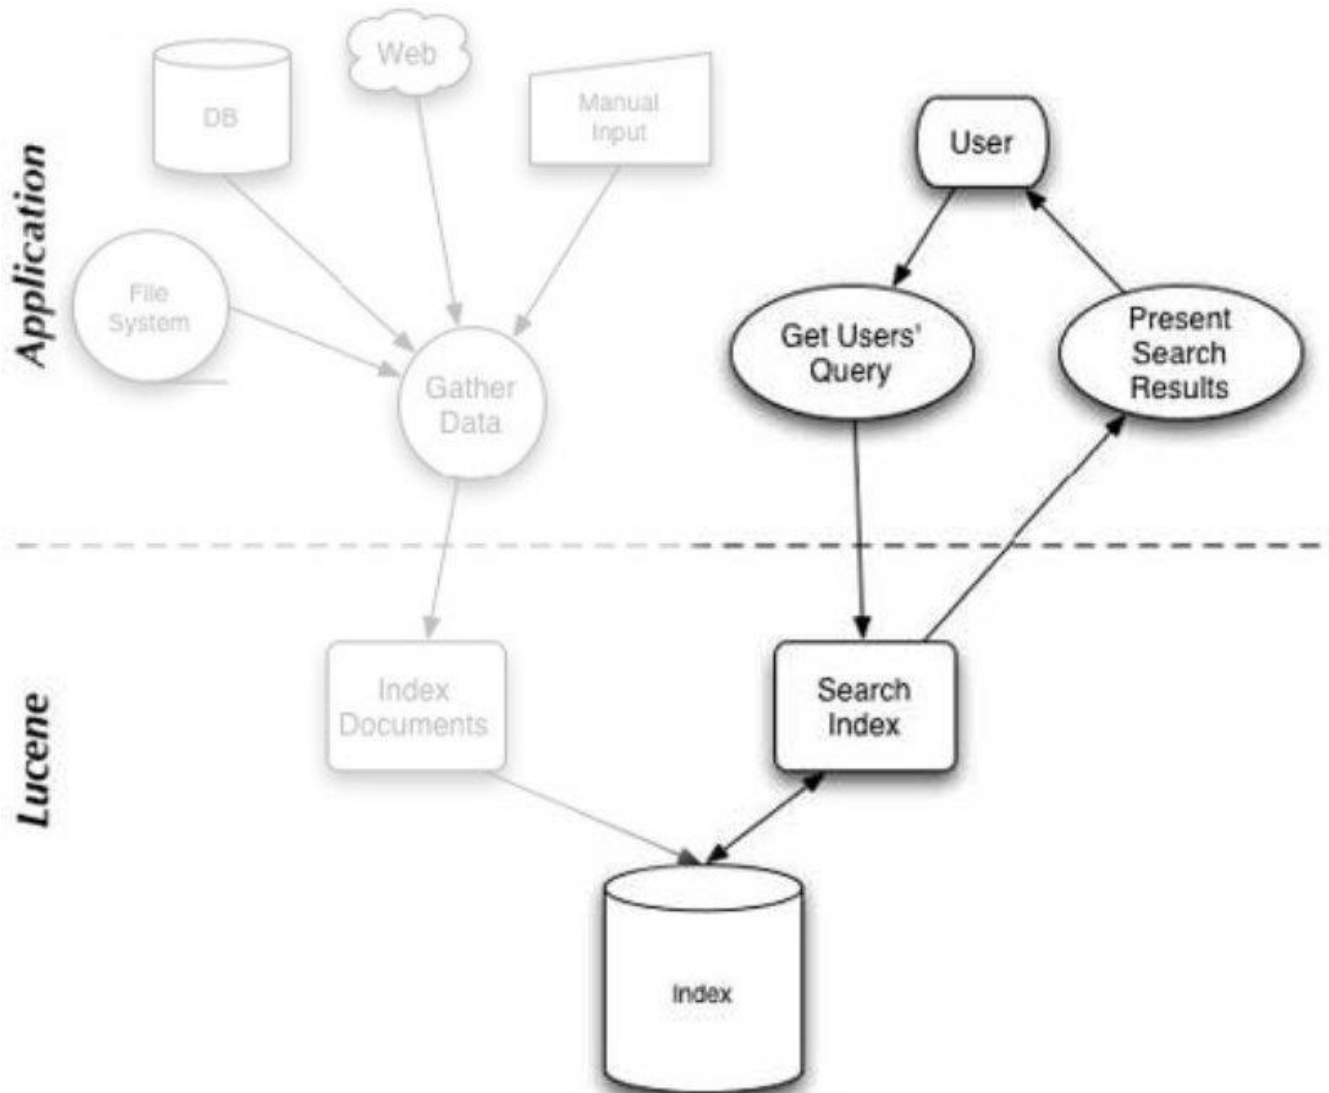 Application
Web
DB
Manual
Input
User
File
System
Get Users'
Query
Present
Search
Results
Gather
Data
Lucene
Index
Documents
Search
Index
Index